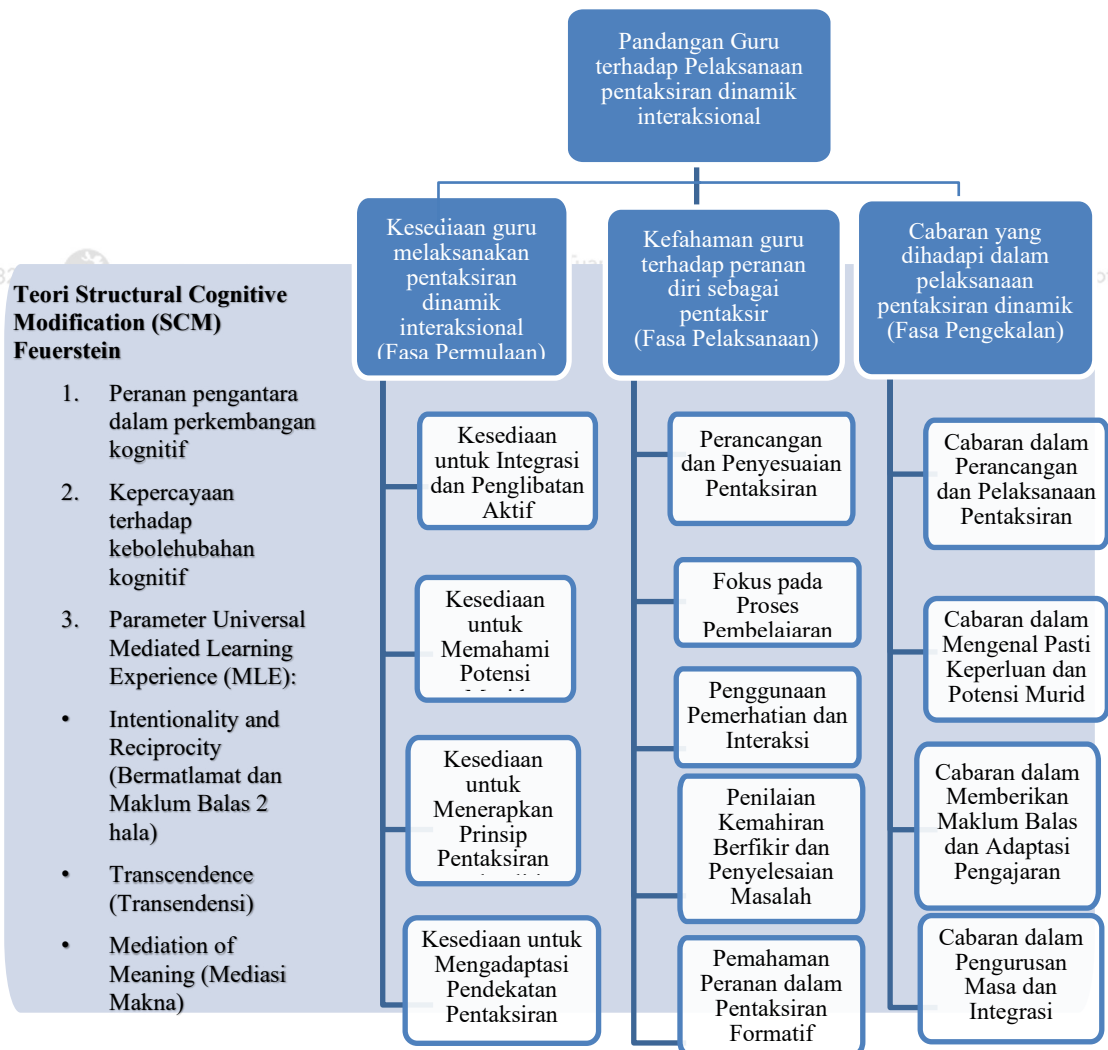 Pandangan Guru
terhadap Pelaksanaan
pentaksiran dinamik
interaksional
Kesediaan guru
melaksanakan
pentaksiran
dinamik
interaksional
(Fasa Permulaan)
Kefahaman guru
terhadap peranan
diri sebagai
pentaksir
(Fasa Pelaksanaan)
Cabaran yang
dihadapi dalam
pelaksanaan
pentaksiran dinamik
(Fasa Pengekalan)
Teori Structural Cognitive
Modification (SCM)
Feuerstein
1. Peranan pengantara
dalam perkembangan
kognitif
2. Kepercayaan
terhadap
kebolehubahan
kognitif
3. Parameter Universal
Mediated Learning
Experience (MLE):
• Intentionality and
Reciprocity
(Bermatlamat dan
Maklum Balas 2
hala)
• Transcendence
(Transendensi)
• Mediation of
Meaning (Mediasi
Makna)
Kesediaan
untuk Integrasi
dan Penglibatan
Aktif
Kesediaan
untuk
Memahami
Potensi
Kesediaan
untuk
Menerapkan
Prinsip
Pentaksiran
Kesediaan untuk
Mengadaptasi
Pendekatan
Pentaksiran
Perancangan
dan Penyesuaian
Pentaksiran
Fokus pada
Proses
Pembelajaran
Penggunaan
Pemerhatian dan
Interaksi
Penilaian
Kemahiran
Berfikir dan
Penyelesaian
Masalah
Pemahaman
Peranan dalam
Pentaksiran
Formatif
Cabaran dalam
Perancangan
dan Pelaksanaan
Pentaksiran
Cabaran dalam
Mengenal Pasti
Keperluan dan
Potensi Murid
Cabaran dalam
Memberikan
Maklum Balas
dan Adaptasi
Pengajaran
Cabaran dalam
Pengurusan
Masa dan
Integrasi